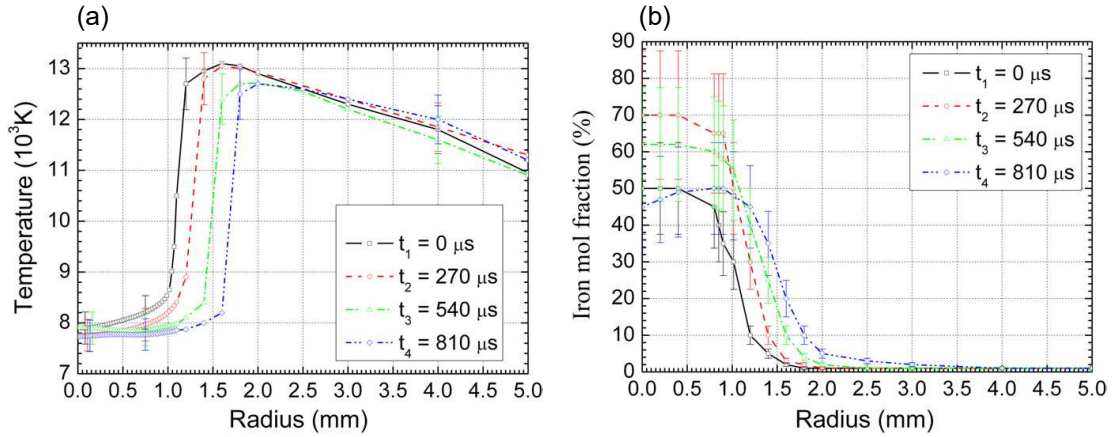 (a)
13
12
11
10
9
8
7
Temperature (10³K)
t₁ = 0 μs
t₂ = 270 μs
t₃ = 540 μs
t₄ = 810 μs
0.0 0.5 1.0 1.5 2.0 2.5 3.0 3.5 4.0 4.5 5.0
Radius (mm)
(b)
90
80
70
60
50
40
30
20
10
0
Iron mol fraction (%)
t₁ = 0 μs
t₂ = 270 μs
t₃ = 540 μs
t₄ = 810 μs
0.0 0.5 1.0 1.5 2.0 2.5 3.0 3.5 4.0 4.5 5.0
Radius (mm)